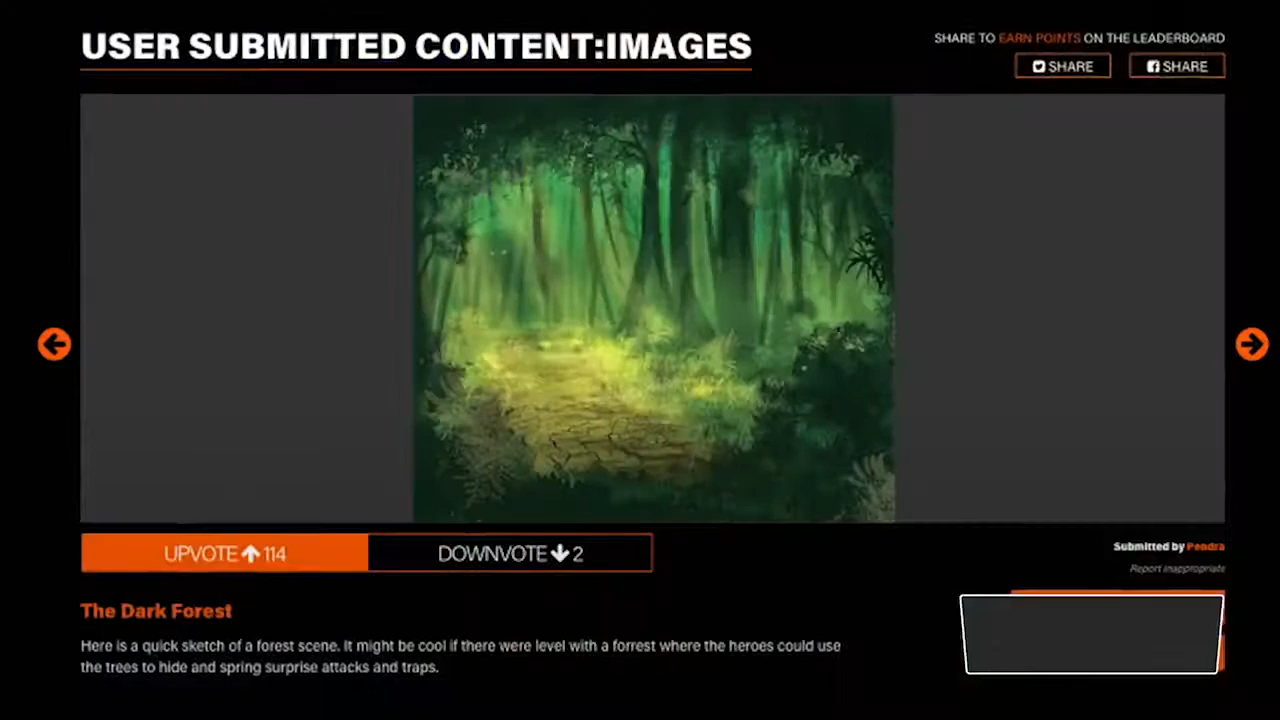 USER SUBMITTED CONTENT:IMAGES
SHARE TO EARN POINTS ON THE LEADERBOARD
SHARE
SHARE
UPVOTE 114
DOWNVOTE 2
Submitted by Pendra
Report inappropriate
The Dark Forest
Here is a quick sketch of a forest scene. It might be cool if there were level with a forrest where the heroes could use
the trees to hide and spring surprise attacks and traps.